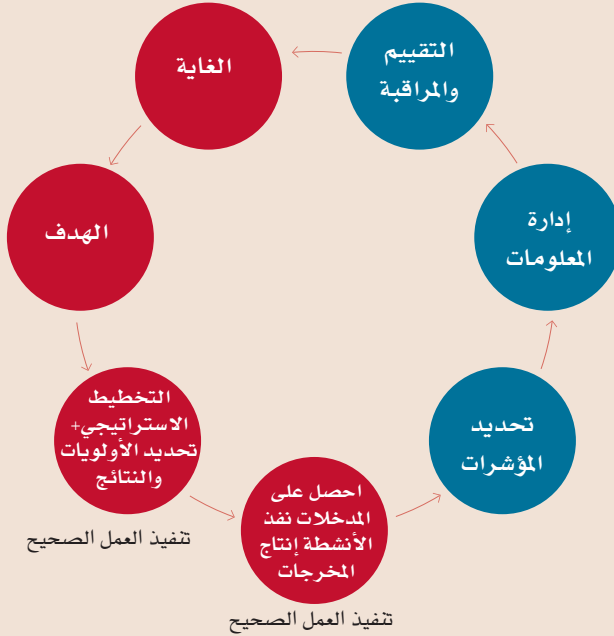 الغاية
الهدف
التخطيط
الاستراتيجي+
تحديد الأولويات
والنتائج
تنفيذ العمل الصحيح
احصل على
المدخلات نفذ
الأنشطة إنتاج
المخرجات
تنفيذ العمل الصحيح
تحديد
المؤشرات
إدارة
المعلومات
التقييم
والمراقبة